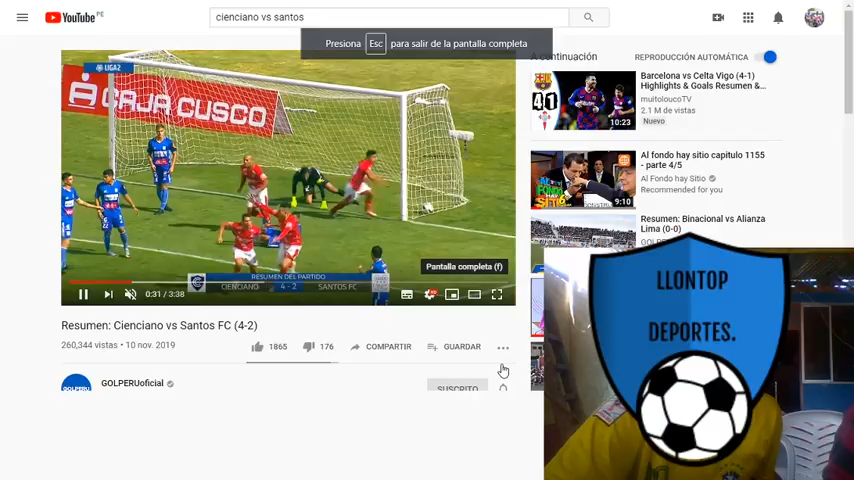 YouTube PE
cienciano vs santos
Presiona Esc para salir de la pantalla completa
A continuación
REPRODUCCIÓN AUTOMÁTICA
LIGA2
CAJA CUSCO
Barcelona vs Celta Vigo (4-1)
Highlights & Goals Resumen &...
muitoloucoTV
2.1 M de vistas
Nuevo
41
10:23
Al fondo hay sitio capitulo 1155
- parte 4/5
Al Fondo hay Sitio
Recommended for you
9:10
Resumen: Binacional vs Alianza
Lima (0-0)
Pantalla completa (f)
RESUMEN DEL PARTIDO
CIENCIANO 4 - 2 SANTOS FC
0:31 / 3:38
LLONTOP
DEPORTES.
Resumen: Cienciano vs Santos FC (4-2)
260,344 vistas • 10 nov. 2019
1865
176
COMPARTIR
GUARDAR
GOLPERU
GOLPERUoficial
SUSCRITO